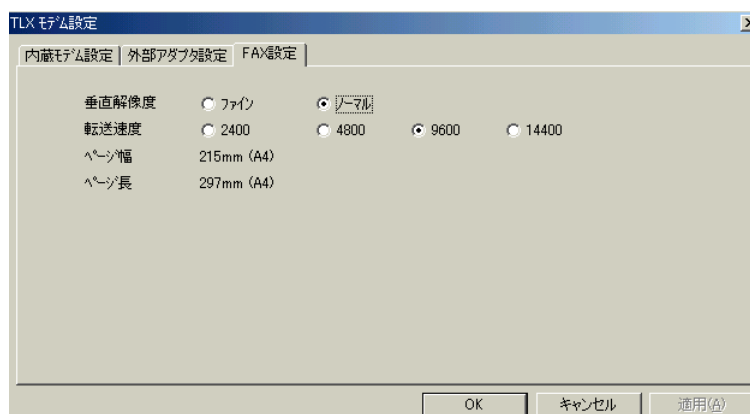 TLX ﾓﾃﾞﾑ設定
内蔵ﾓﾃﾞﾑ設定 外部アダプタ設定 FAX設定
垂直解像度 ﾌｧｲﾝ ﾉｰﾏﾙ
転送速度 2400 4800 9600 14400
ﾍﾟｰｼﾞ幅 215mm (A4)
ﾍﾟｰｼﾞ長 297mm (A4)
OK ｷｬﾝｾﾙ 適用(A)